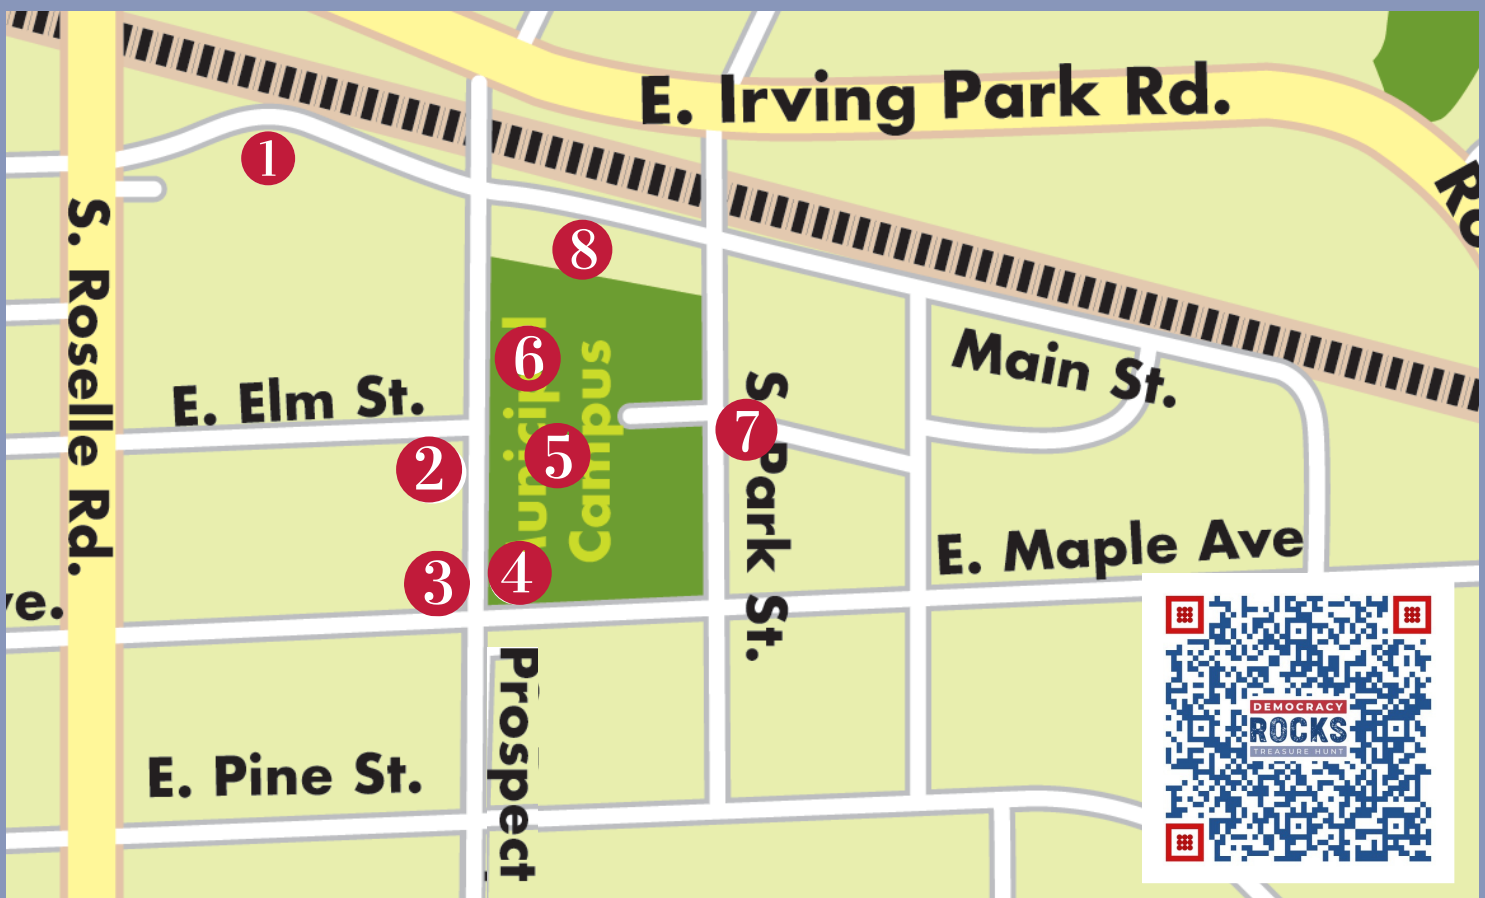 E. Irving Park Rd.
Rd
1
S. Roselle Rd.
8
Main St.
E. Elm St.
6
Municipal
Campus
S. Park St.
7
5
2
E. Maple Ave
3
4
ve.
Prospect
E. Pine St.
DEMOCRACY
ROCKS
TREASURE HUNT